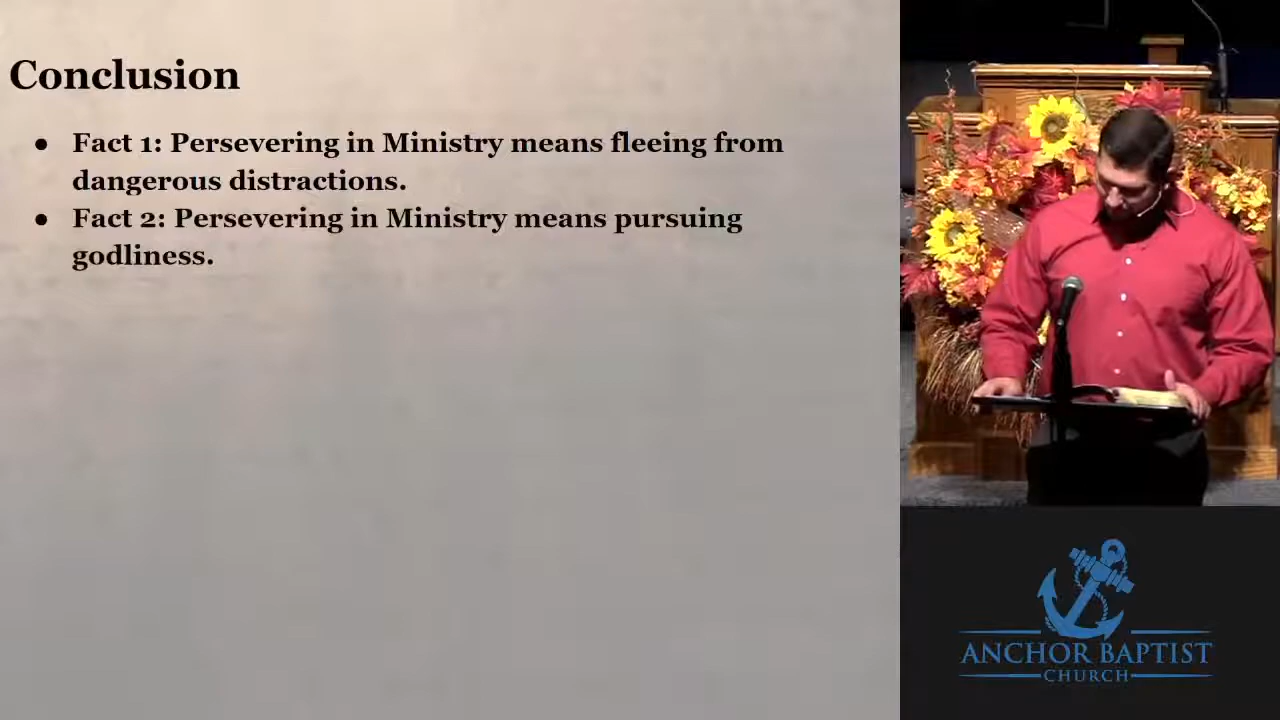 Conclusion
● Fact 1: Persevering in Ministry means fleeing from
dangerous distractions.
● Fact 2: Persevering in Ministry means pursuing
godliness.
ANCHOR BAPTIST
CHURCH